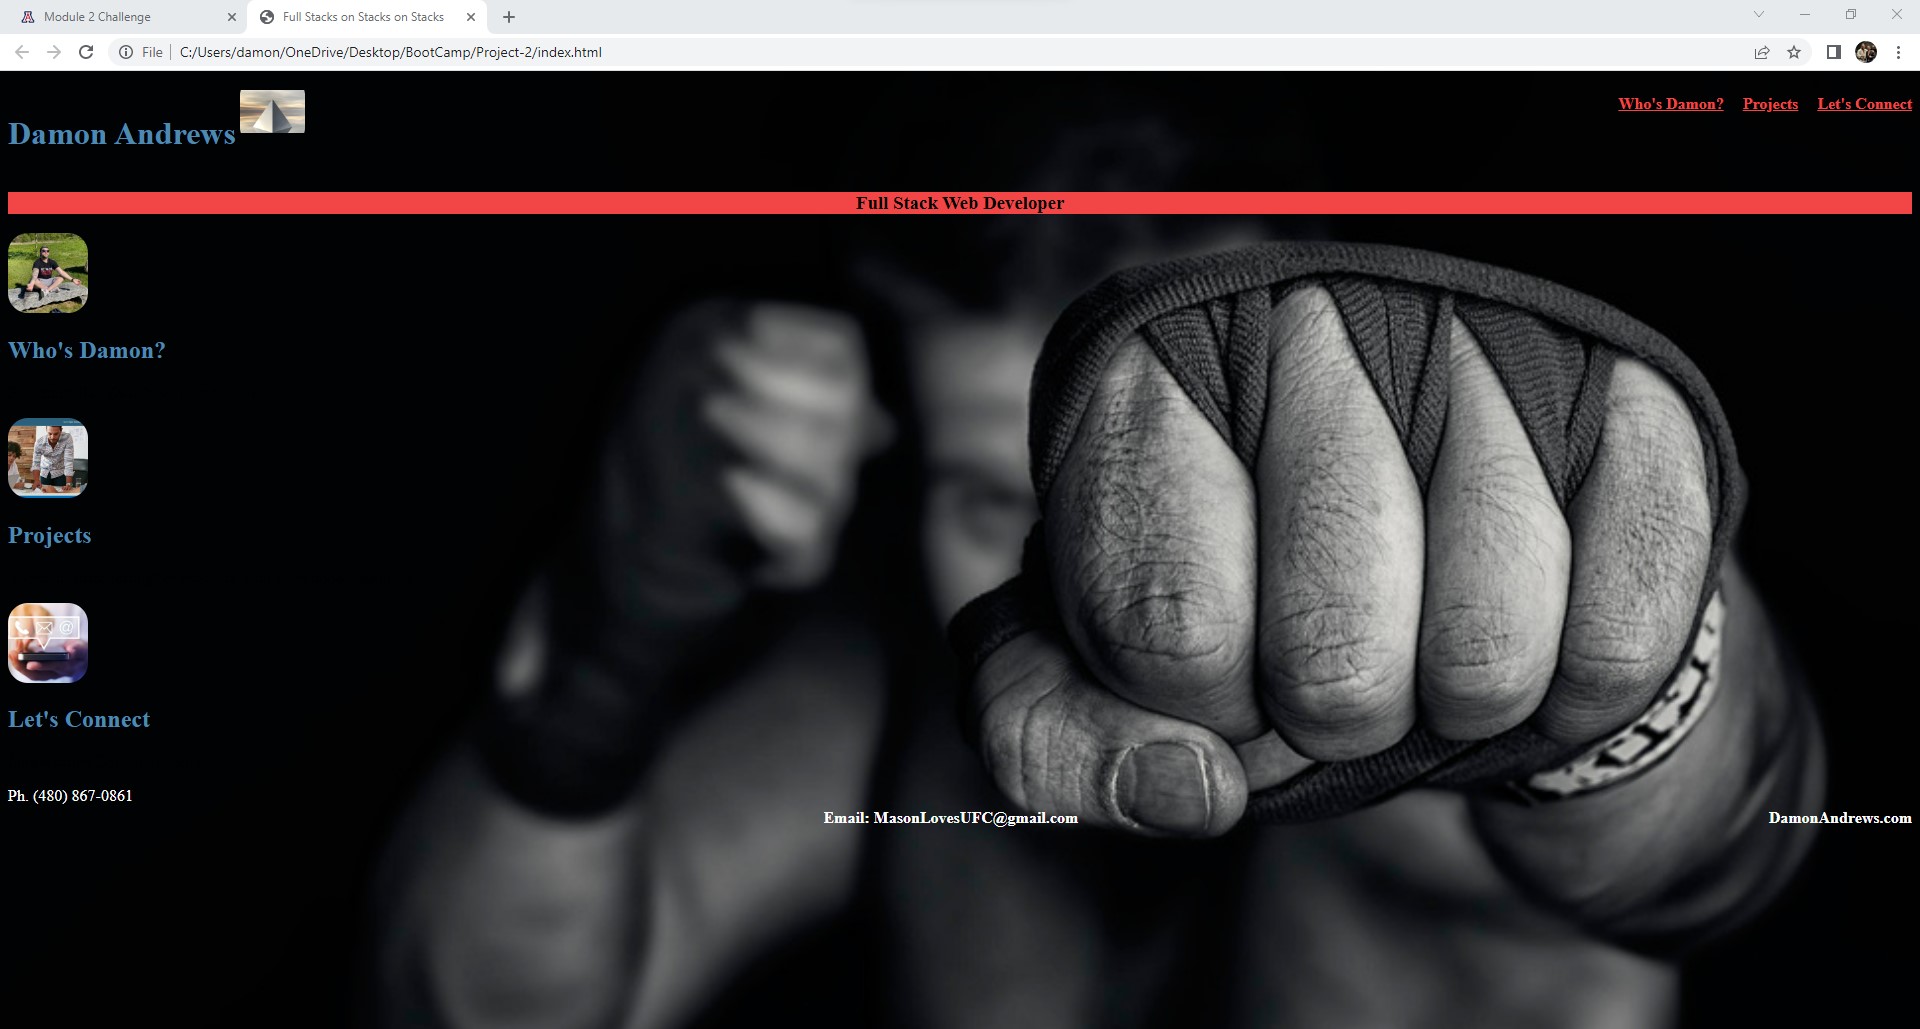 Module 2 Challenge
Full Stacks on Stacks on Stacks
File
C:/Users/damon/OneDrive/Desktop/BootCamp/Project-2/index.html
Damon Andrews
Who's Damon? Projects Let's Connect
Full Stack Web Developer
Who's Damon?
Projects
@
Let's Connect
Ph. (480) 867-0861
Email: MasonLovesUFC@gmail.com
DamonAndrews.com